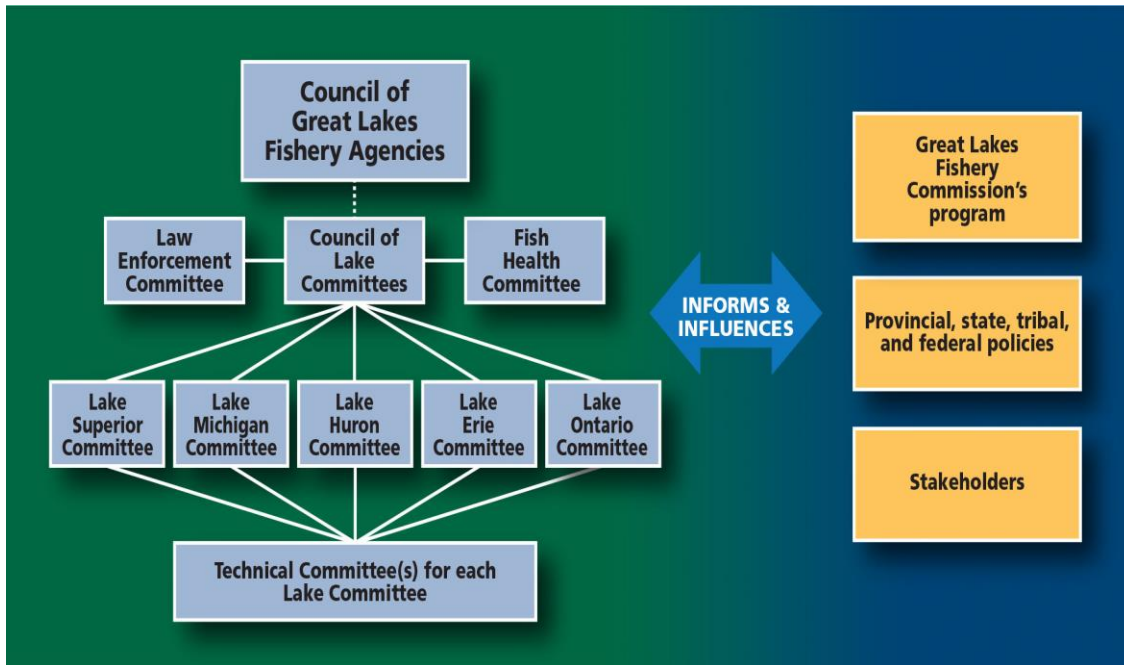 Council of
Great Lakes
Fishery Agencies
Law
Enforcement
Committee
Council of
Lake
Committees
Fish
Health
Committee
Lake
Superior
Committee
Lake
Michigan
Committee
Lake
Huron
Committee
Lake
Erie
Committee
Lake
Ontario
Committee
Technical Committee(s) for each
Lake Committee
INFORMS &
INFLUENCES
Great Lakes
Fishery
Commission's
program
Provincial, state, tribal,
and federal policies
Stakeholders